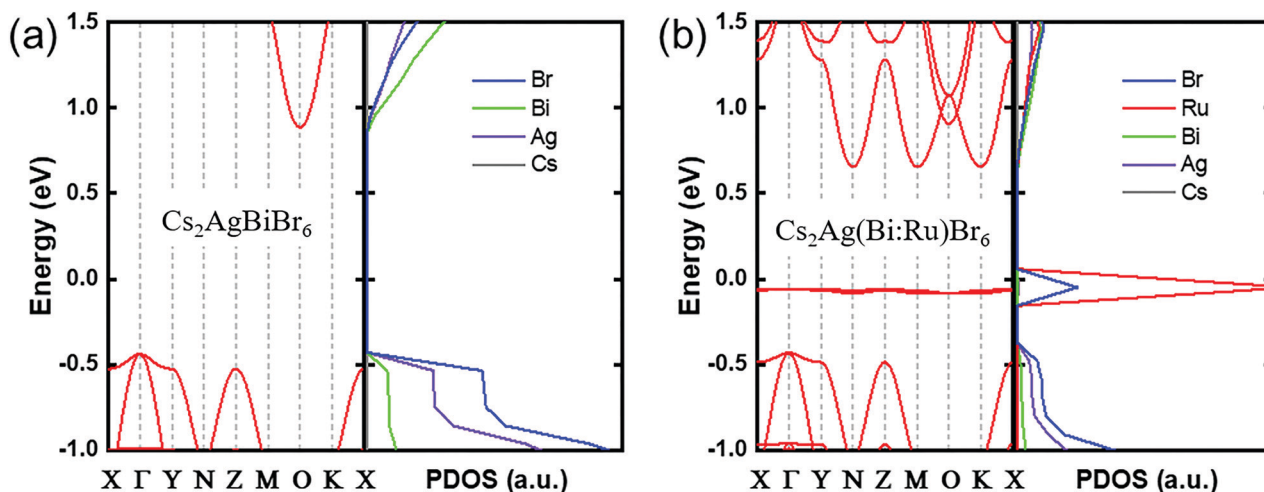 (a)
Energy (eV)
1.5
1.0
0.5
0.0
-0.5
-1.0
Cs₂AgBiBr₆
Br
Bi
Ag
Cs
X Γ Y N Z M O K X
PDOS (a.u.)
(b)
Energy (eV)
1.5
1.0
0.5
0.0
-0.5
-1.0
Cs₂Ag(Bi:Ru)Br₆
Br
Ru
Bi
Ag
Cs
X Γ Y N Z M O K X
PDOS (a.u.)